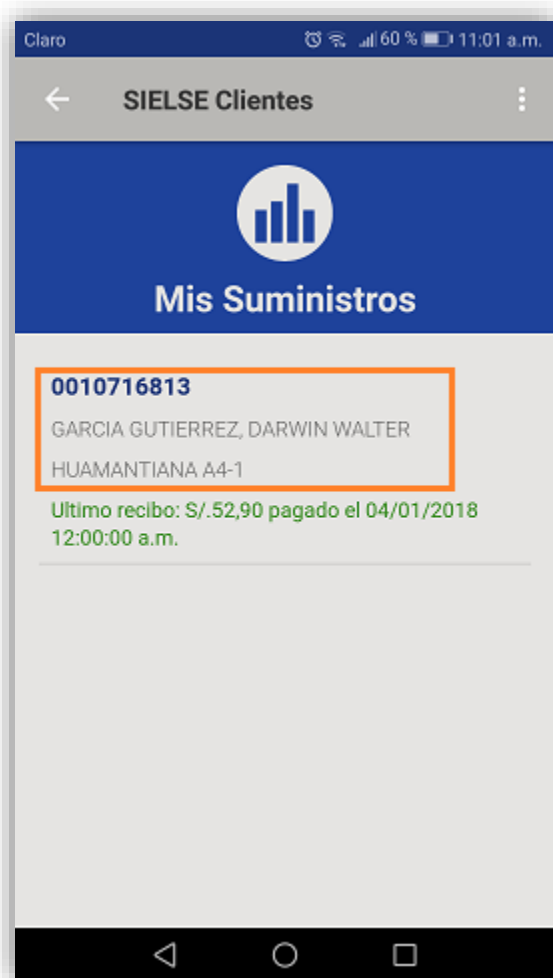 Claro 60 % 11:01 a.m.
SIELSE Clientes
Mis Suministros
0010716813
GARCIA GUTIERREZ, DARWIN WALTER
HUAMANTIANA A4-1
Ultimo recibo: S/.52,90 pagado el 04/01/2018
12:00:00 a.m.